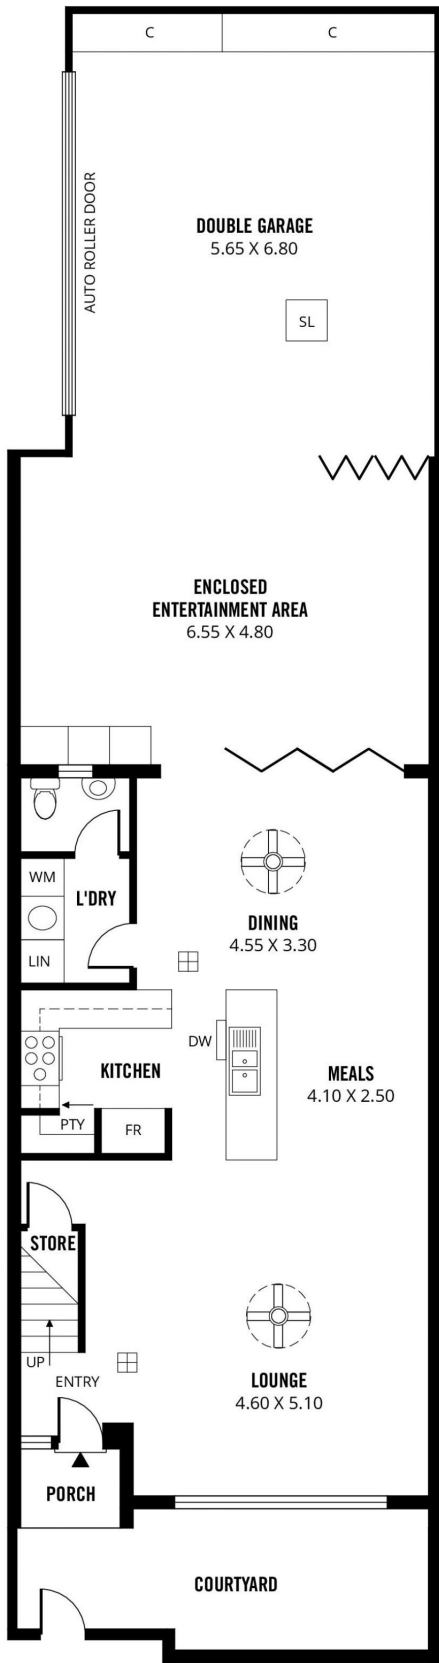 C
C
AUTO ROLLER DOOR
DOUBLE GARAGE
5.65 X 6.80
SL
ENCLOSED
ENTERTAINMENT AREA
6.55 X 4.80
WM
L'DRY
LIN
DINING
4.55 X 3.30
DW
KITCHEN
MEALS
4.10 X 2.50
PTY
FR
STORE
UP
ENTRY
LOUNGE
4.60 X 5.10
PORCH
COURTYARD